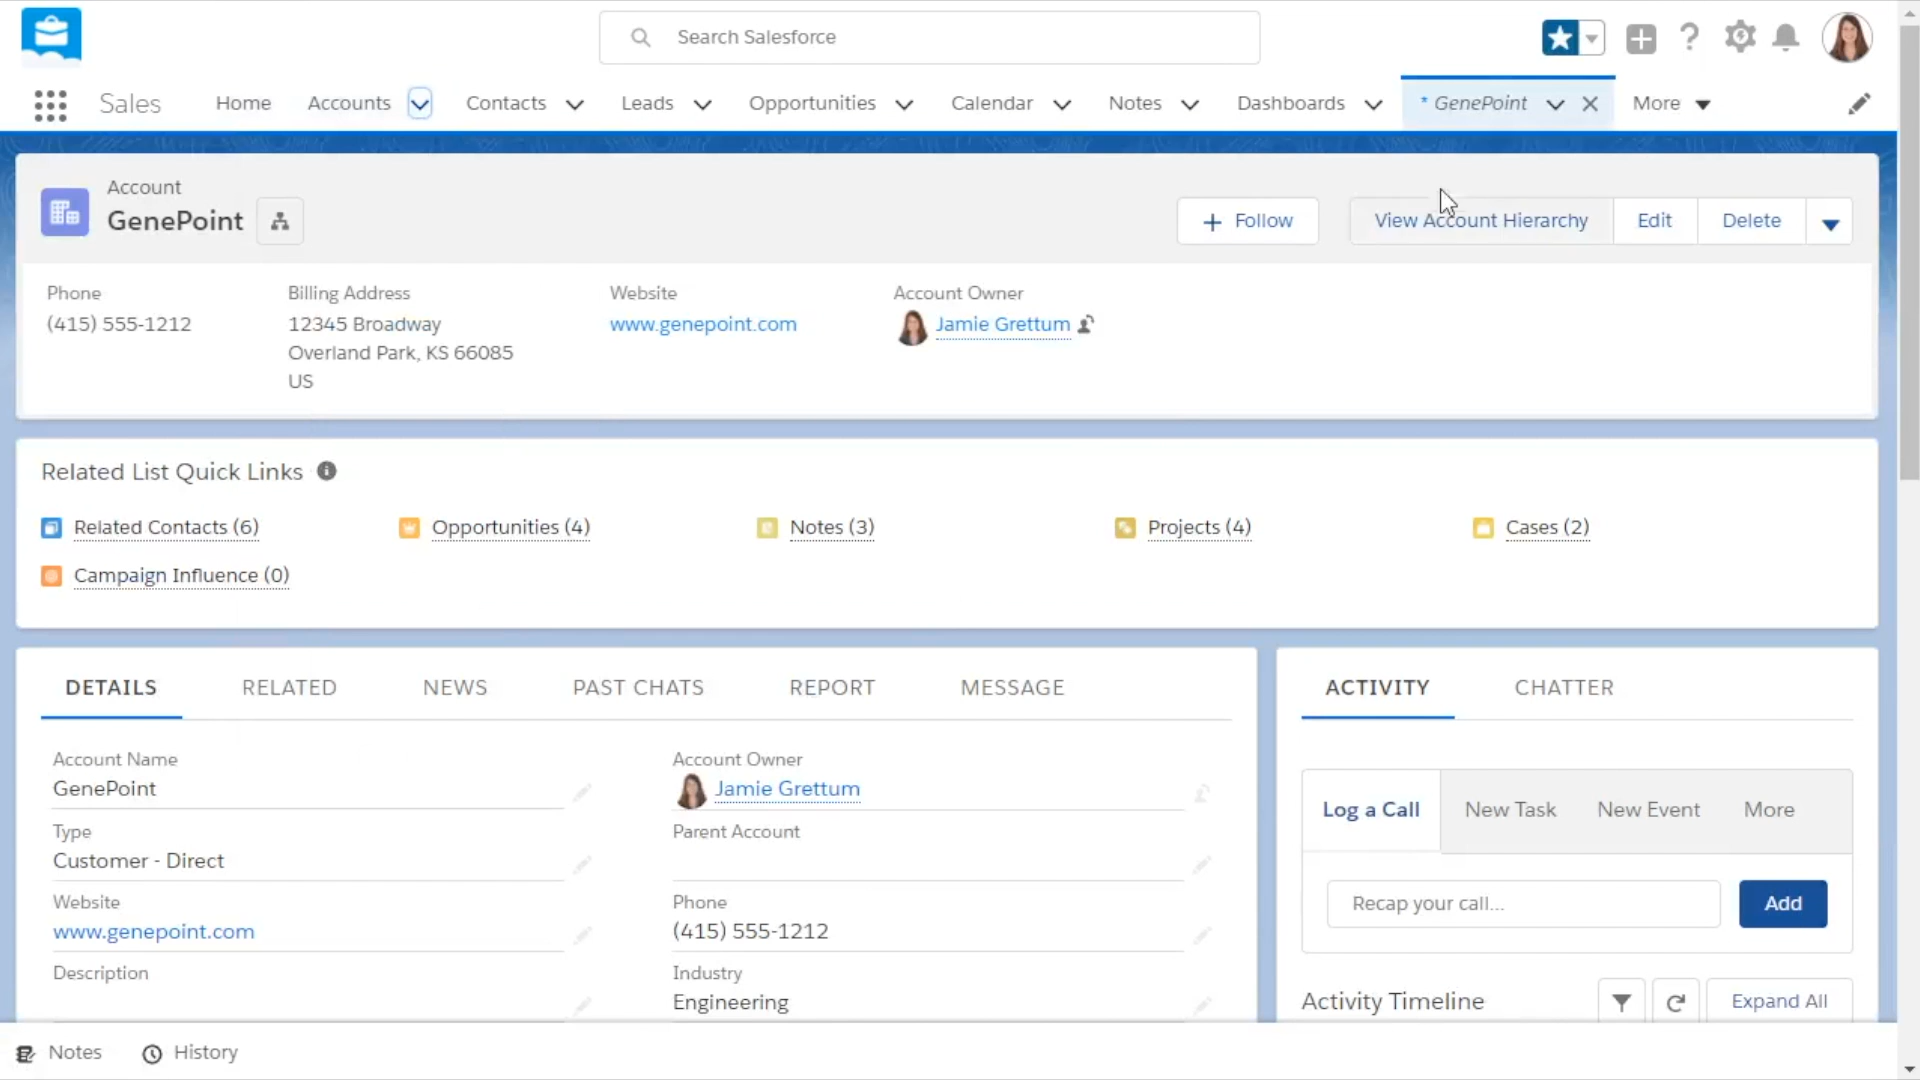 Search Salesforce
Sales Home Accounts Contacts Leads Opportunities Calendar Notes Dashboards * GenePoint More
Account
GenePoint
+ Follow View Account Hierarchy Edit Delete
Phone Billing Address Website Account Owner
(415) 555-1212 12345 Broadway www.genepoint.com Jamie Grettum
Overland Park, KS 66085
US
Related List Quick Links
Related Contacts (6) Opportunities (4) Notes (3) Projects (4) Cases (2)
Campaign Influence (0)
DETAILS RELATED NEWS PAST CHATS REPORT MESSAGE
Account Name Account Owner
GenePoint Jamie Grettum
Type Parent Account
Customer - Direct
Website Phone
www.genepoint.com (415) 555-1212
Description Industry
Engineering
ACTIVITY CHATTER
Log a Call New Task New Event More
Recap your call... Add
Activity Timeline Expand All
Notes History